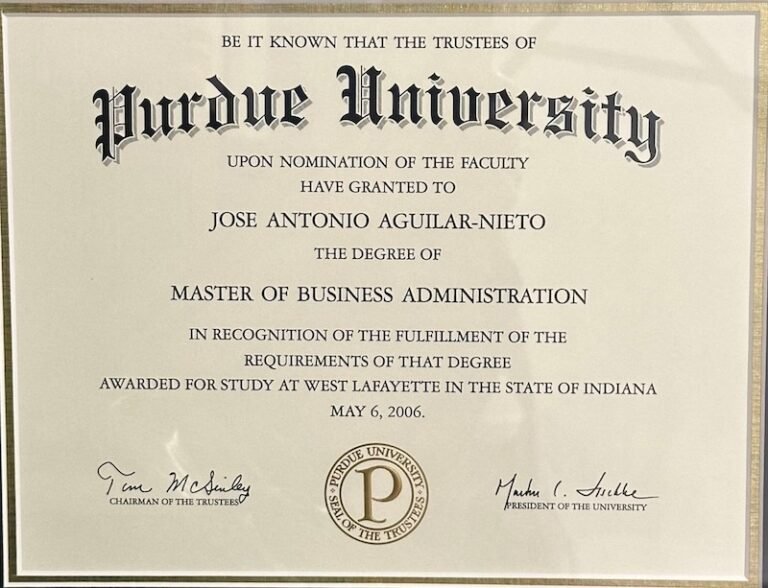 BE IT KNOWN THAT THE TRUSTEES OF
Purdue University
UPON NOMINATION OF THE FACULTY
HAVE GRANTED TO
JOSE ANTONIO AGUILAR-NIETO
THE DEGREE OF
MASTER OF BUSINESS ADMINISTRATION
IN RECOGNITION OF THE FULFILLMENT OF THE
REQUIREMENTS OF THAT DEGREE
AWARDED FOR STUDY AT WEST LAFAYETTE IN THE STATE OF INDIANA
MAY 6, 2006.
CHAIRMAN OF THE TRUSTEES
PURDUE UNIVERSITY
P
SEAL OF THE TRUSTEES
PRESIDENT OF THE UNIVERSITY